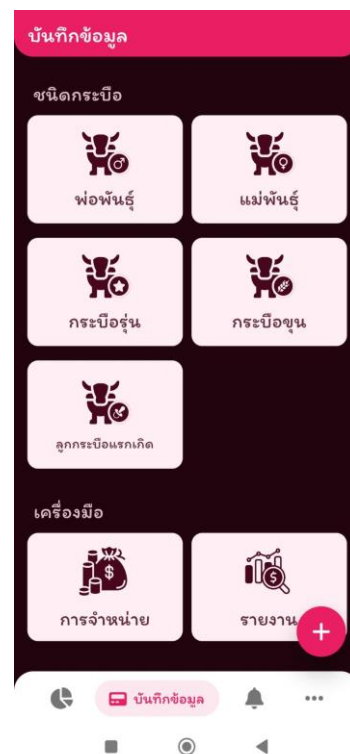 บันทึกข้อมูล
ชนิดกระบือ
พ่อพันธุ์
แม่พันธุ์
กระบือรุ่น
กระบือขุน
ลูกกระบือแรกเกิด
เครื่องมือ
การจำหน่าย
รายงาน
บันทึกข้อมูล